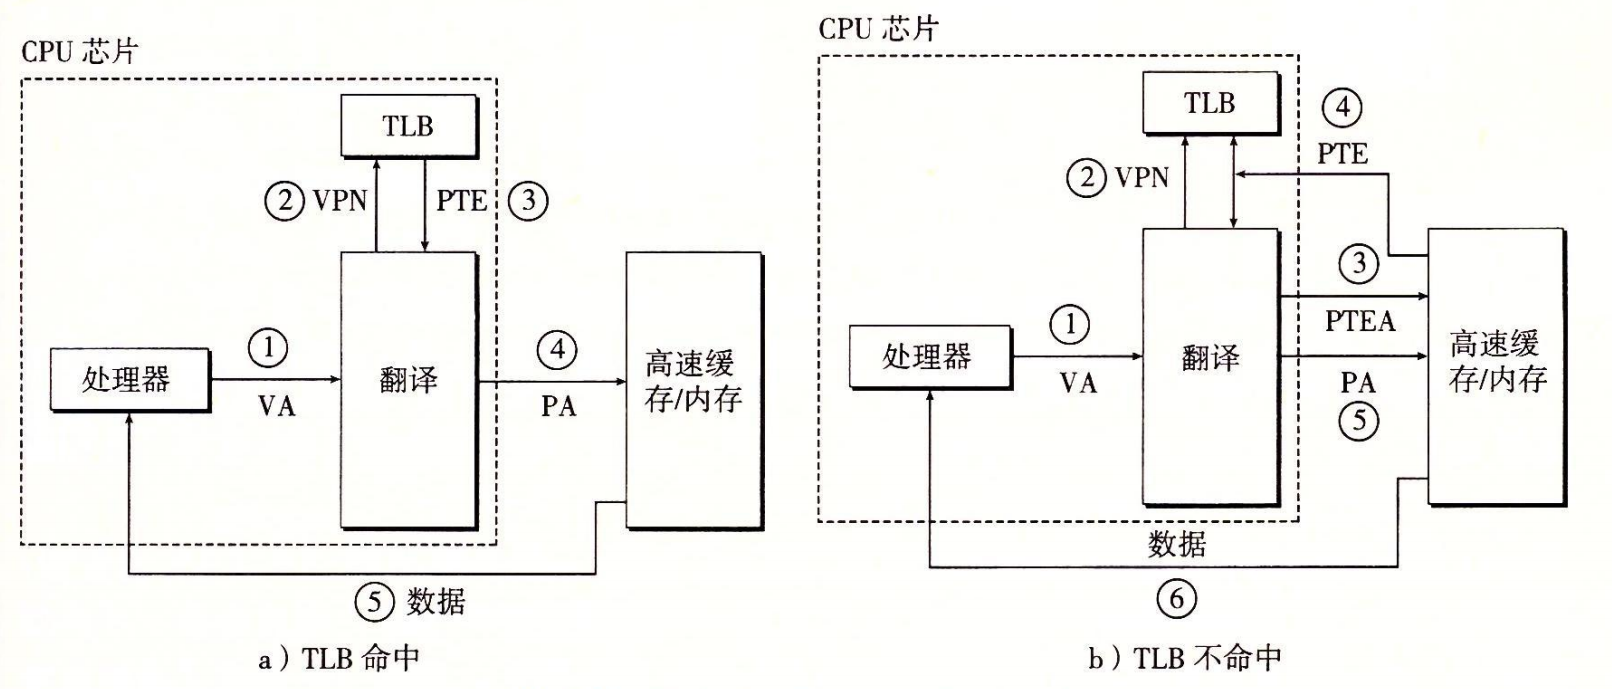 CPU 芯片
TLB
② VPN
PTE ③
处理器
①
VA
翻译
④
PA
高速缓
存/内存
⑤ 数据
a）TLB 命中
CPU 芯片
TLB
② VPN
④
PTE
处理器
①
VA
翻译
③
PTEA
PA
⑤
高速缓
存/内存
数据
⑥
b）TLB 不命中